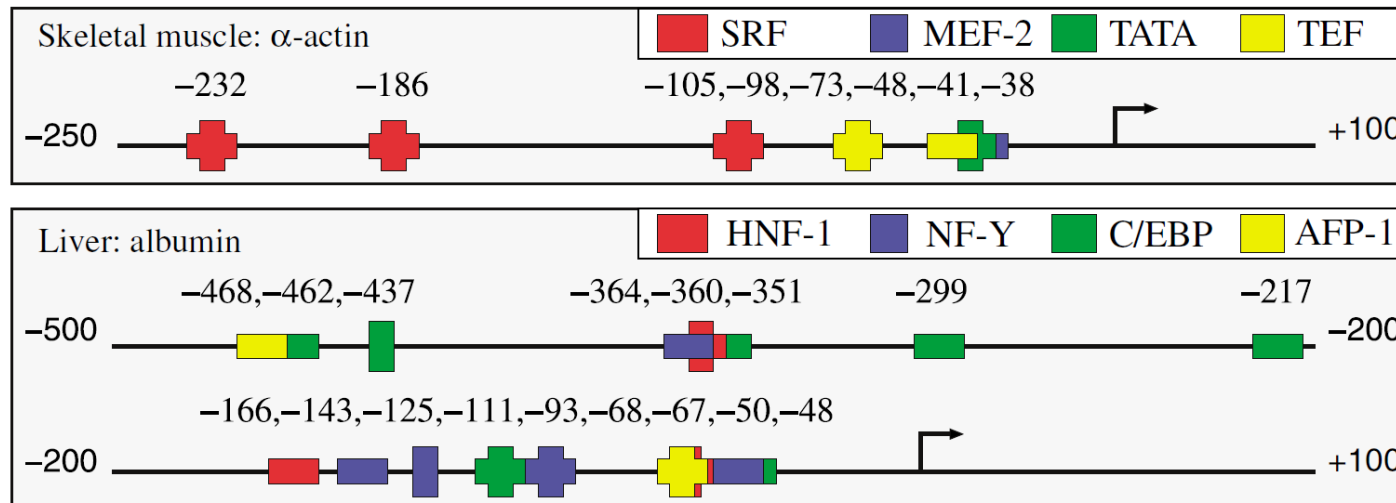 Skeletal muscle: α-actin SRF MEF-2 TATA TEF
–232 –186 –105,–98,–73,–48,–41,–38
–250 +100
Liver: albumin HNF-1 NF-Y C/EBP AFP-1
–468,–462,–437 –364,–360,–351 –299 –217
–500 –200
–166,–143,–125,–111,–93,–68,–67,–50,–48
–200 +100